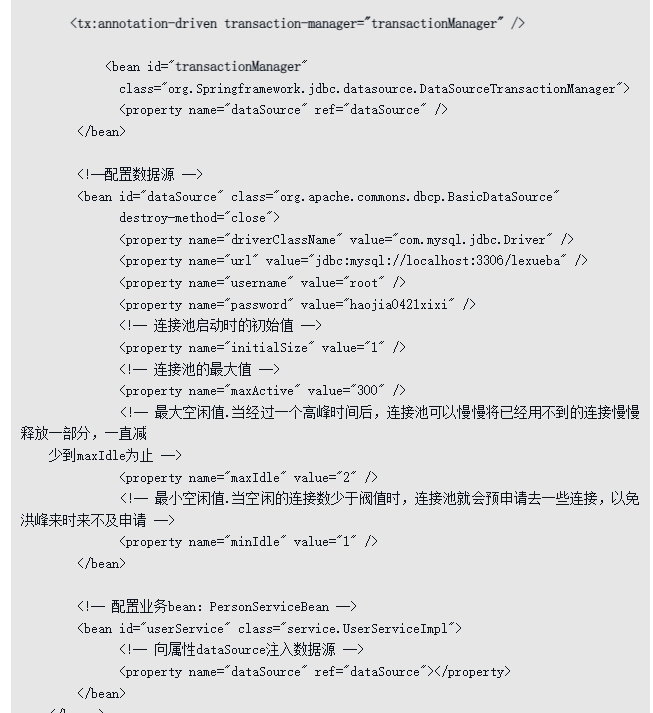 <tx:annotation-driven transaction-manager="transactionManager" />
<bean id="transactionManager"
class="org.Springframework.jdbc.datasource.DataSourceTransactionManager">
<property name="dataSource" ref="dataSource" />
</bean>
<!—配置数据源 —>
<bean id="dataSource" class="org.apache.commons.dbcp.BasicDataSource"
destroy-method="close">
<property name="driverClassName" value="com.mysql.jdbc.Driver" />
<property name="url" value="jdbc:mysql://localhost:3306/lexueba" />
<property name="username" value="root" />
<property name="password" value="haojia0421xixi" />
<!— 连接池启动时的初始值 —>
<property name="initialSize" value="1" />
<!— 连接池的最大值 —>
<property name="maxActive" value="300" />
<!— 最大空闲值.当经过一个高峰时间后，连接池可以慢慢将已经用不到的连接慢慢
释放一部分，一直减
少到maxIdle为止 —>
<property name="maxIdle" value="2" />
<!— 最小空闲值.当空闲的连接数少于阀值时，连接池就会预申请去一些连接，以免
洪峰来时来不及申请 —>
<property name="minIdle" value="1" />
</bean>
<!— 配置业务bean：PersonServiceBean —>
<bean id="userService" class="service.UserServiceImpl">
<!— 向属性dataSource注入数据源 —>
<property name="dataSource" ref="dataSource"></property>
</bean>